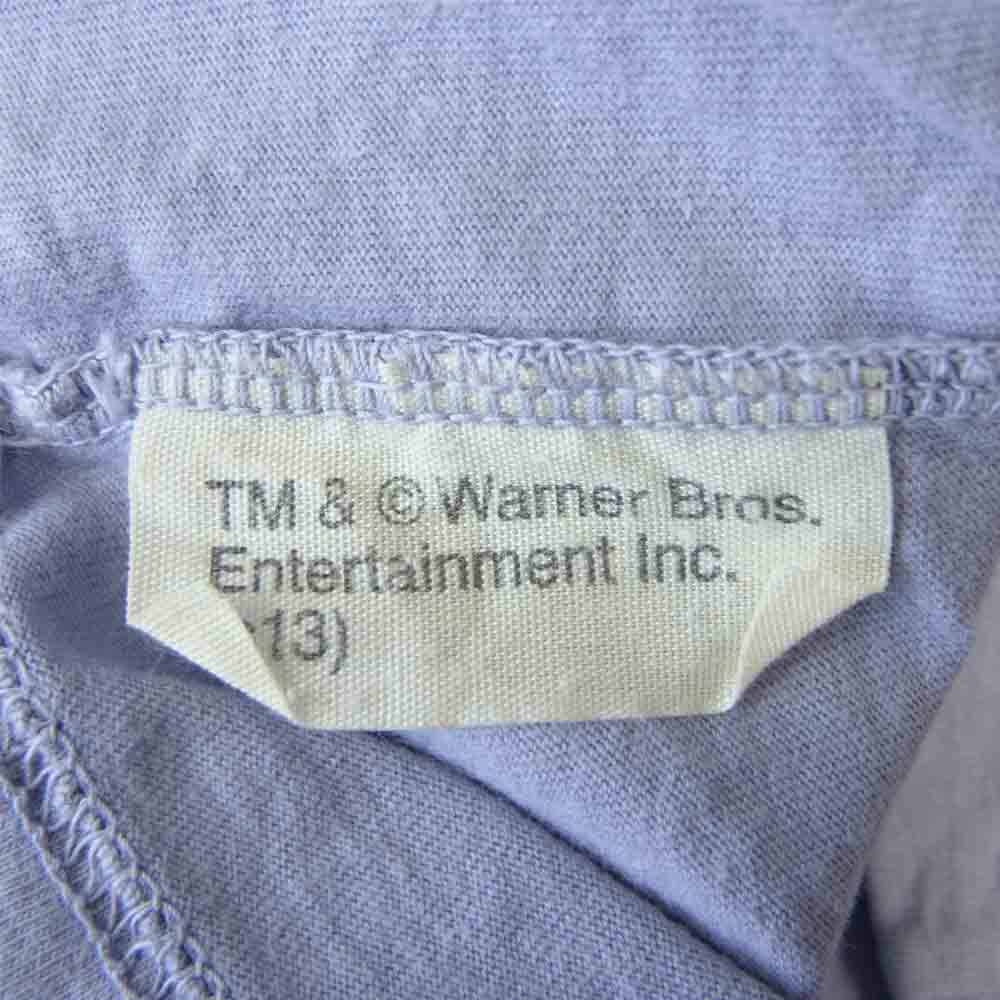 TM & © Warner Bros.
Entertainment Inc.
13)